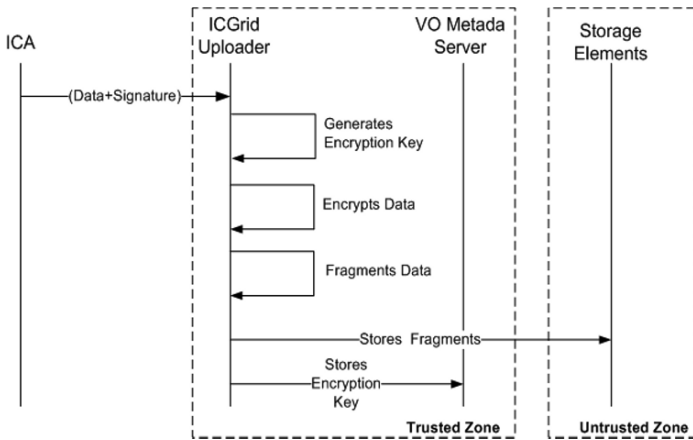 ICA
ICGrid
Uploader
VO Metada
Server
Storage
Elements
(Data+Signature)
Generates
Encryption Key
Encrypts Data
Fragments Data
Stores Fragments
Stores
Encryption
Key
Trusted Zone
Untrusted Zone